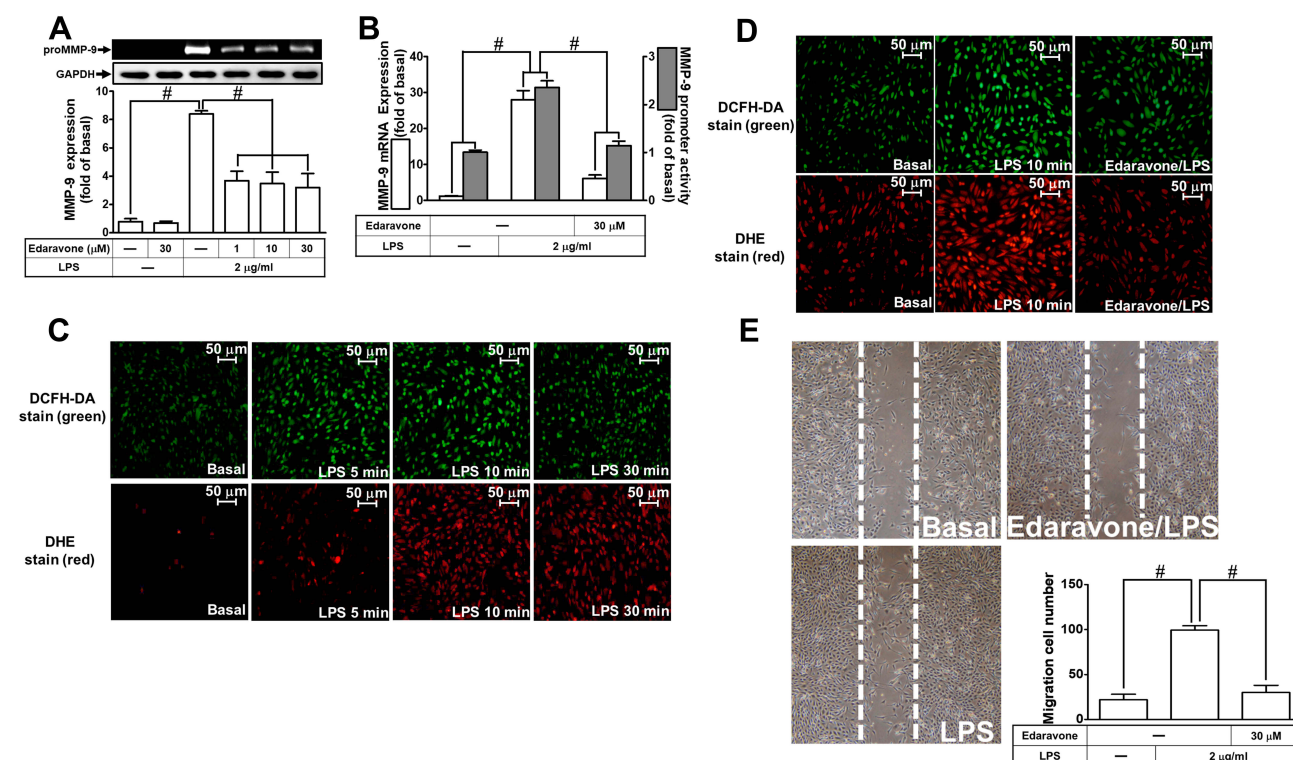 A
proMMP-9
GAPDH
MMP-9 expression
(fold of basal)
10
8
6
4
2
0
# #
Edaravone (μM) — 30 — 1 10 30
LPS — 2 μg/ml
B
MMP-9 mRNA Expression
(fold of basal)
40
30
20
10
0
# #
3
2
1
0
MMP-9 promoter activity
(fold of basal)
Edaravone — 30 μM
LPS — 2 μg/ml
C
DCFH-DA
stain (green)
50 μm 50 μm 50 μm 50 μm
Basal LPS 5 min LPS 10 min LPS 30 min
DHE
stain (red)
50 μm 50 μm 50 μm 50 μm
Basal LPS 5 min LPS 10 min LPS 30 min
D
DCFH-DA
stain (green)
50 μm 50 μm 50 μm
Basal LPS 10 min Edaravone/LPS
DHE
stain (red)
50 μm 50 μm 50 μm
Basal LPS 10 min Edaravone/LPS
E
Basal Edaravone/LPS
LPS
Migration cell number
150
100
50
0
# #
Edaravone — 30 μM
LPS — 2 μg/ml